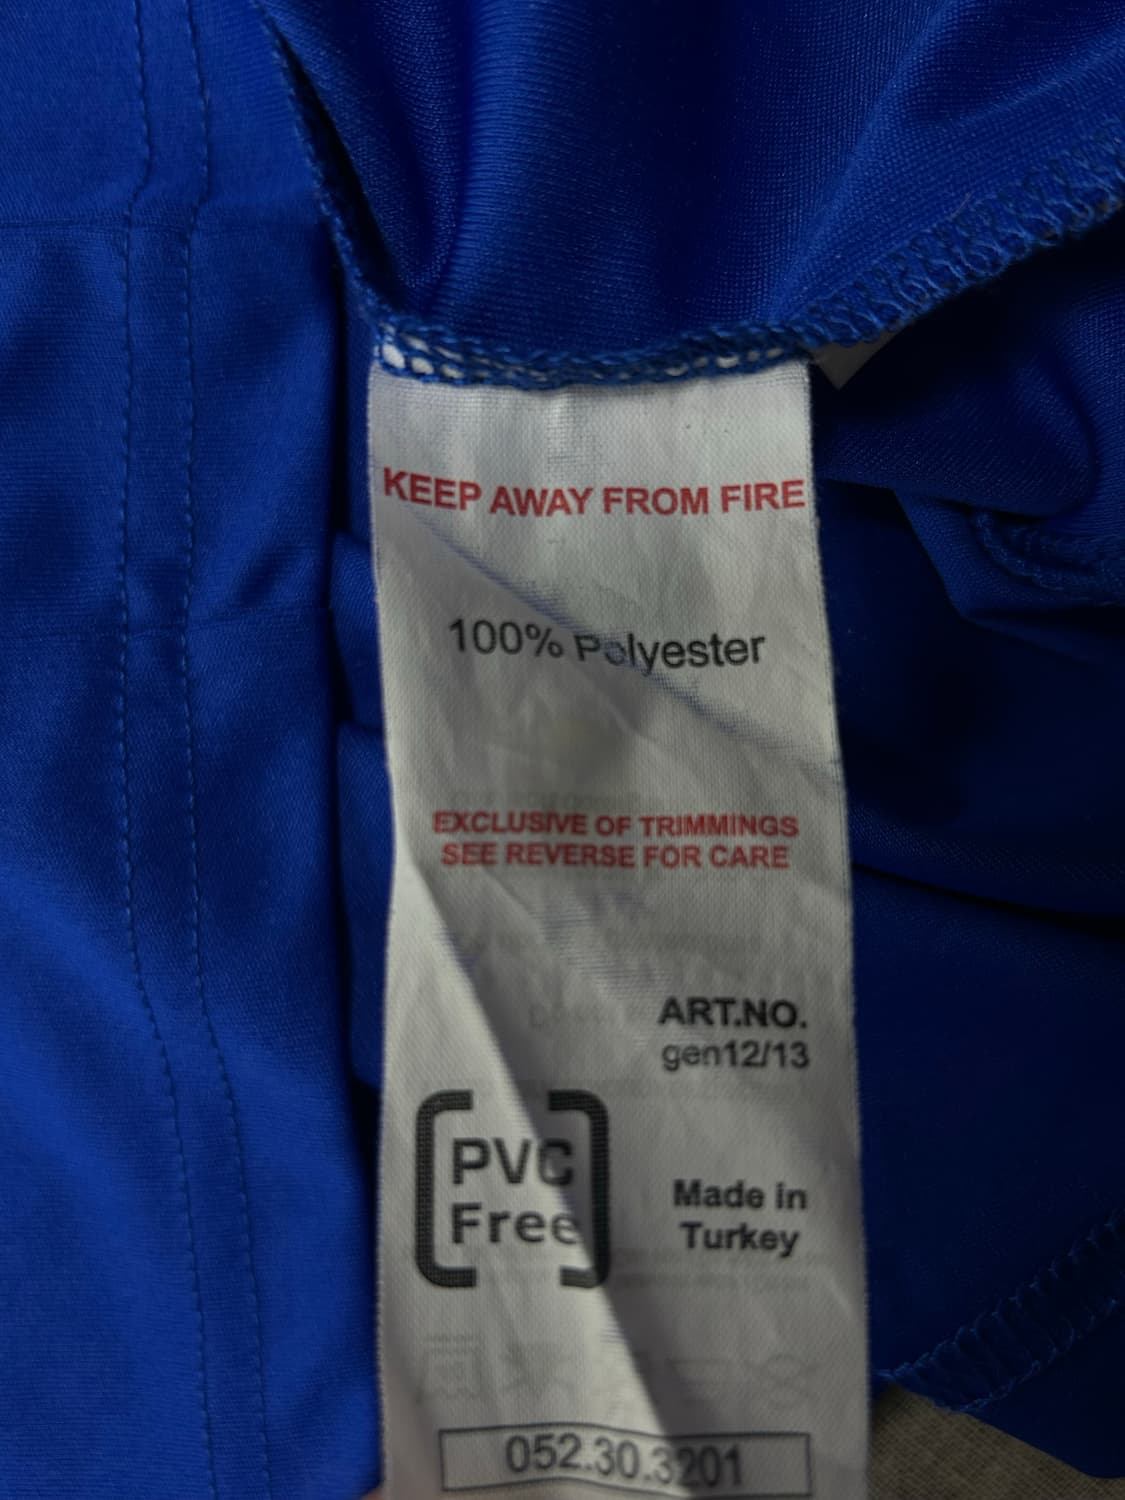 KEEP AWAY FROM FIRE
100% Polyester
EXCLUSIVE OF TRIMMINGS
SEE REVERSE FOR CARE
ART.NO.
gen12/13
PVC
Free
Made in
Turkey
052.30.3201